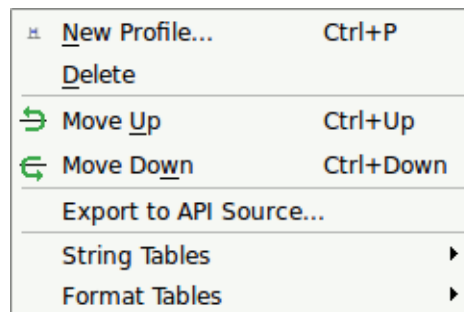 New Profile... Ctrl+P
Delete
Move Up Ctrl+Up
Move Down Ctrl+Down
Export to API Source...
String Tables
Format Tables